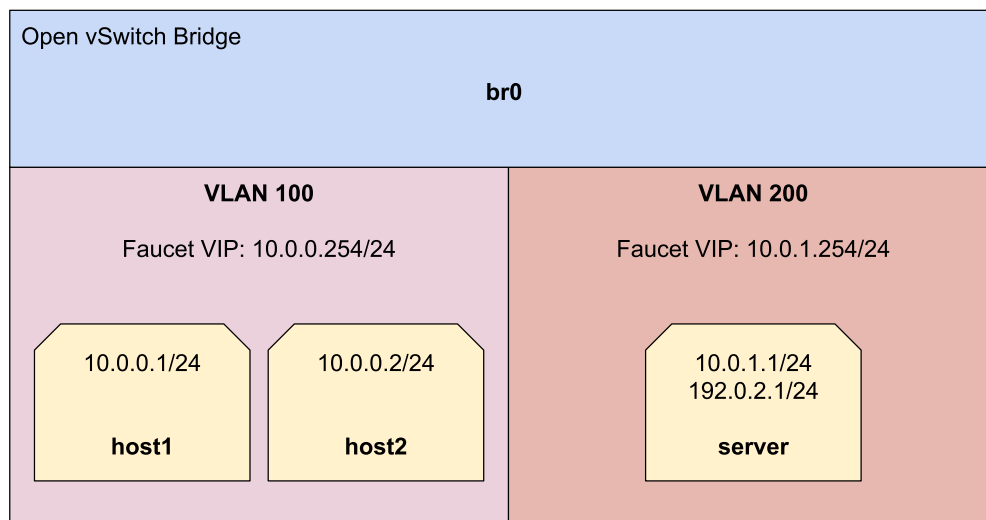 Open vSwitch Bridge
br0
VLAN 100
Faucet VIP: 10.0.0.254/24
10.0.0.1/24
host1
10.0.0.2/24
host2
VLAN 200
Faucet VIP: 10.0.1.254/24
10.0.1.1/24
192.0.2.1/24
server